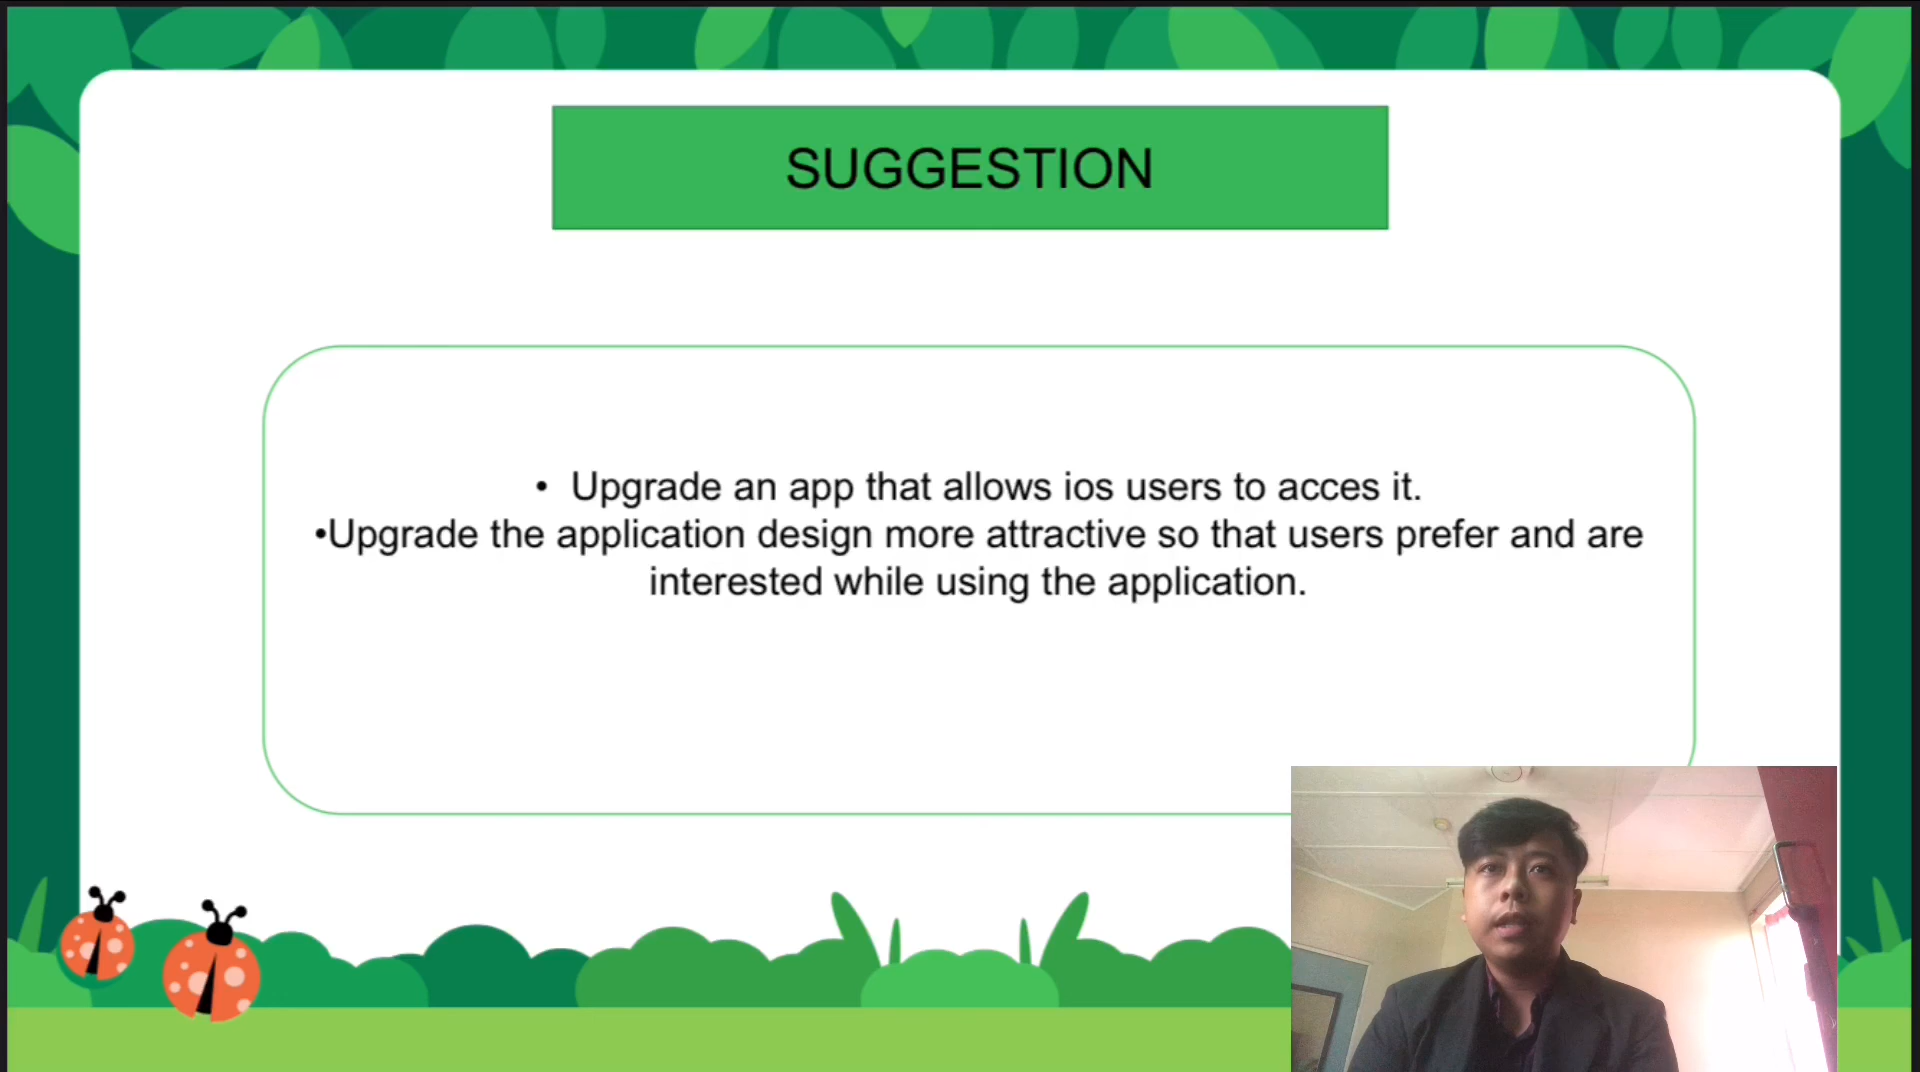 SUGGESTION
• Upgrade an app that allows ios users to acces it.
•Upgrade the application design more attractive so that users prefer and are
interested while using the application.